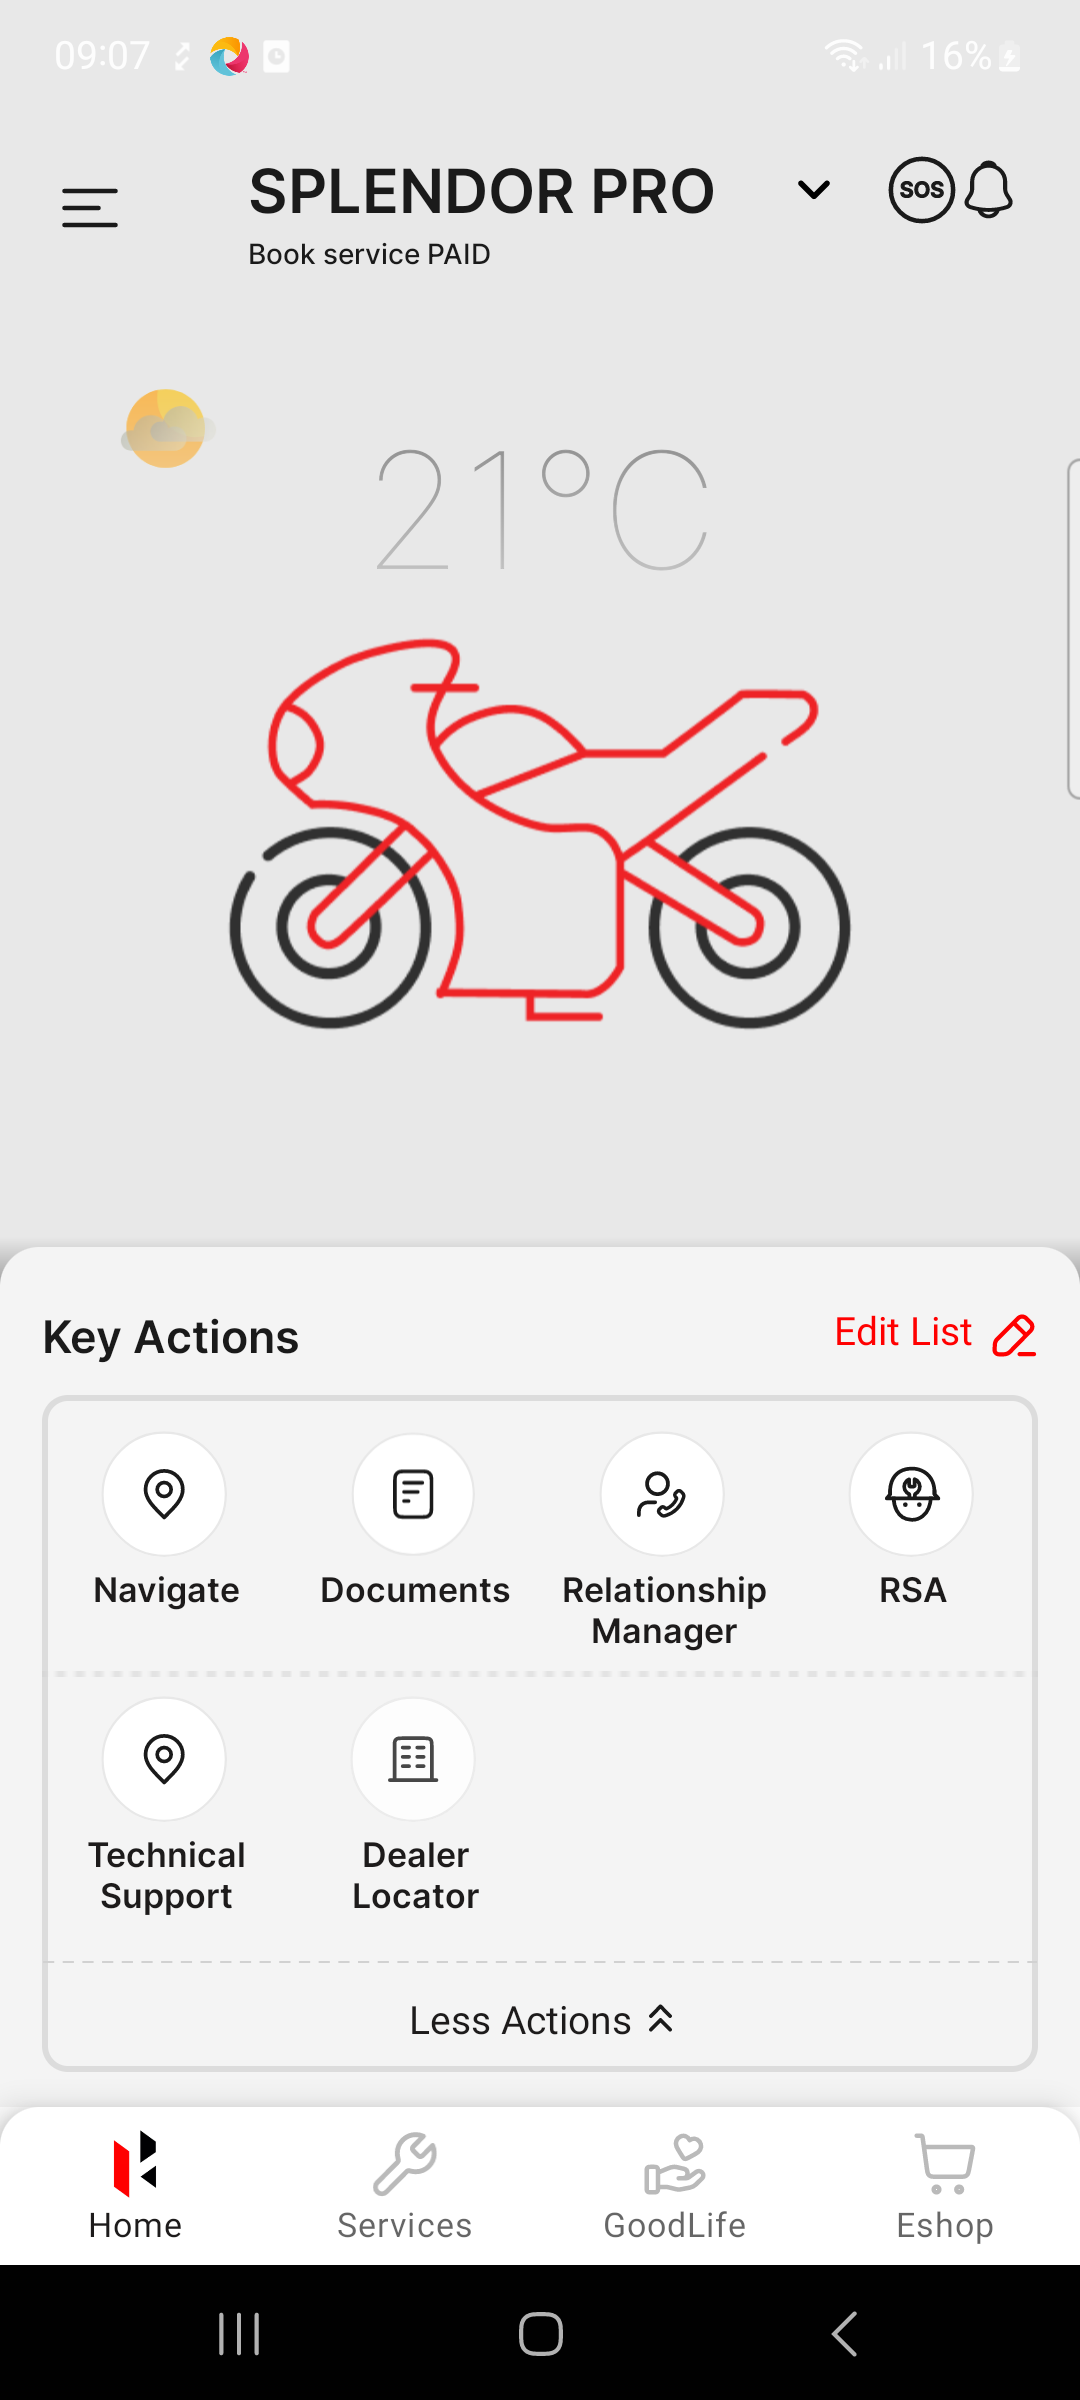 09:07
16%
SPLENDOR PRO
SOS
Book service PAID
21°C
Key Actions
Edit List
Navigate
Documents
Relationship
Manager
RSA
Technical
Support
Dealer
Locator
Less Actions
Home
Services
GoodLife
Eshop